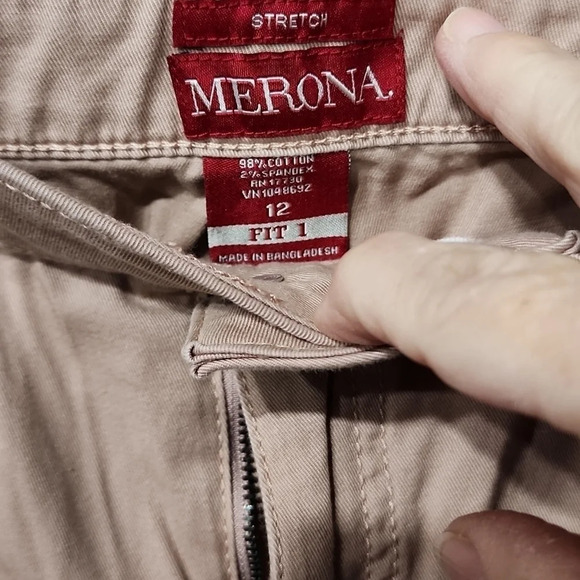 STRETCH
MERONA.
98% COTTON
2% SPANDEX
RN 17730
VN1048692
12
FIT 1
MADE IN BANGLADESH